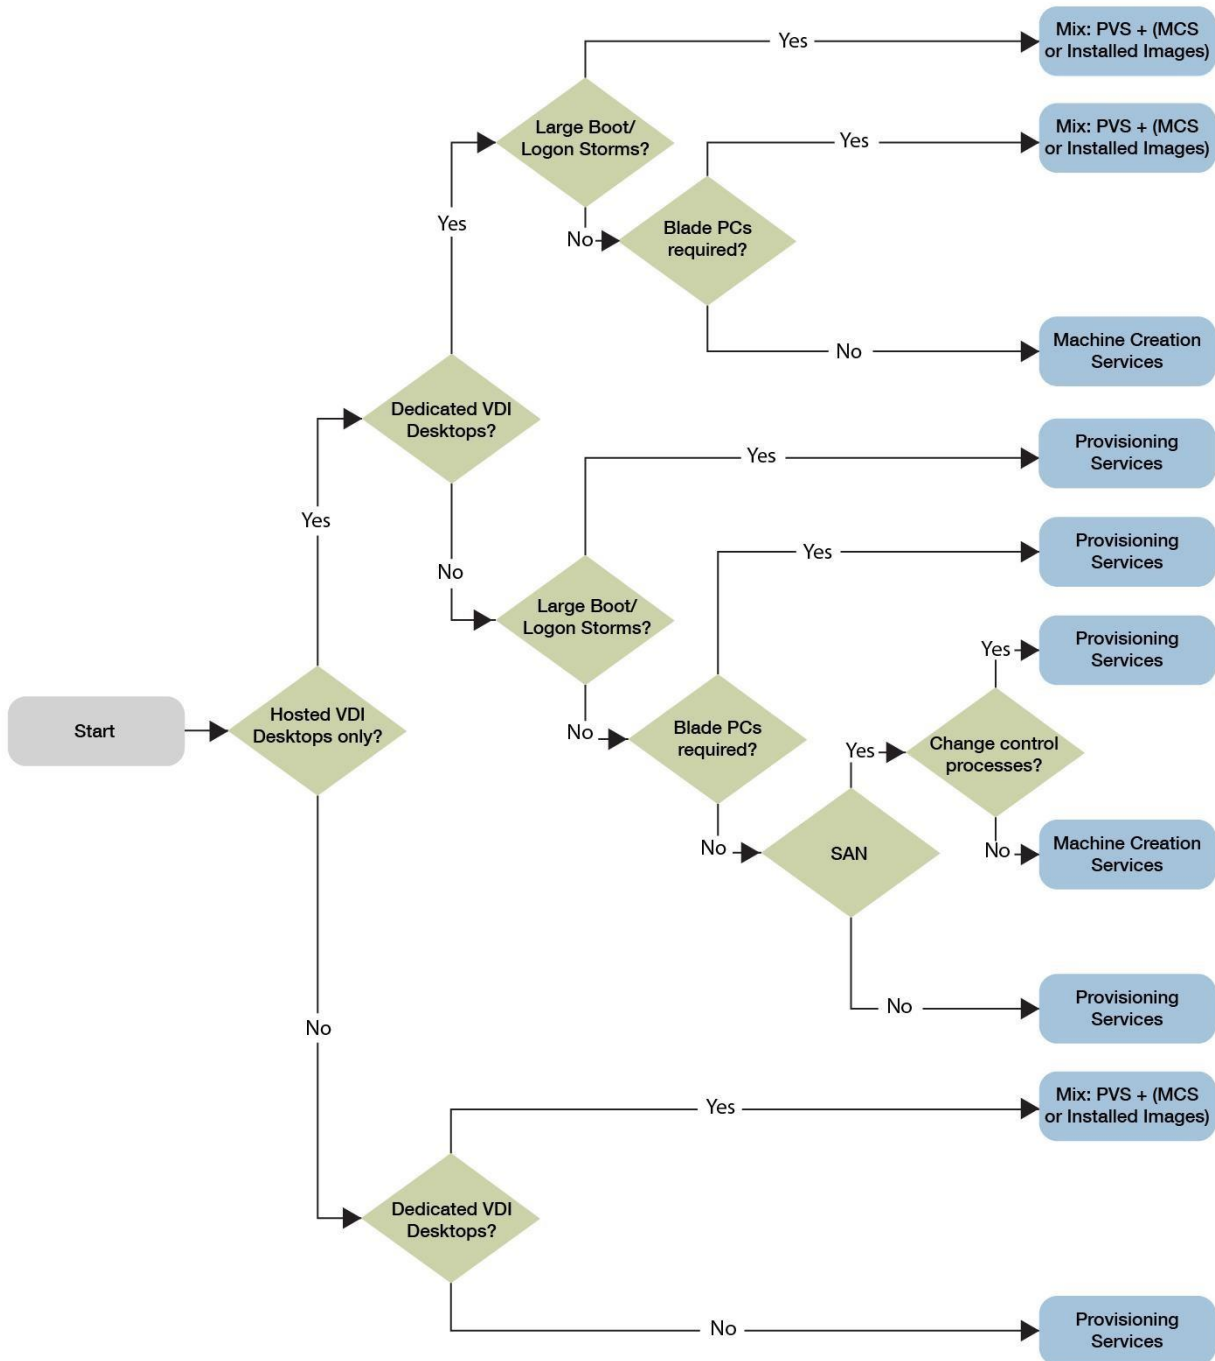 Yes
Mix: PVS + (MCS
or Installed Images)
Large Boot/
Logon Storms?
Yes
Mix: PVS + (MCS
or Installed Images)
Yes
No
Blade PCs
required?
No
Machine Creation
Services
Dedicated VDI
Desktops?
Yes
Provisioning
Services
Yes
No
Large Boot/
Logon Storms?
Yes
Provisioning
Services
Yes
Provisioning
Services
Start
Hosted VDI
Desktops only?
No
Blade PCs
required?
Yes
Change control
processes?
No
SAN
No
Machine Creation
Services
No
Provisioning
Services
No
Yes
Mix: PVS + (MCS
or Installed Images)
Dedicated VDI
Desktops?
No
Provisioning
Services